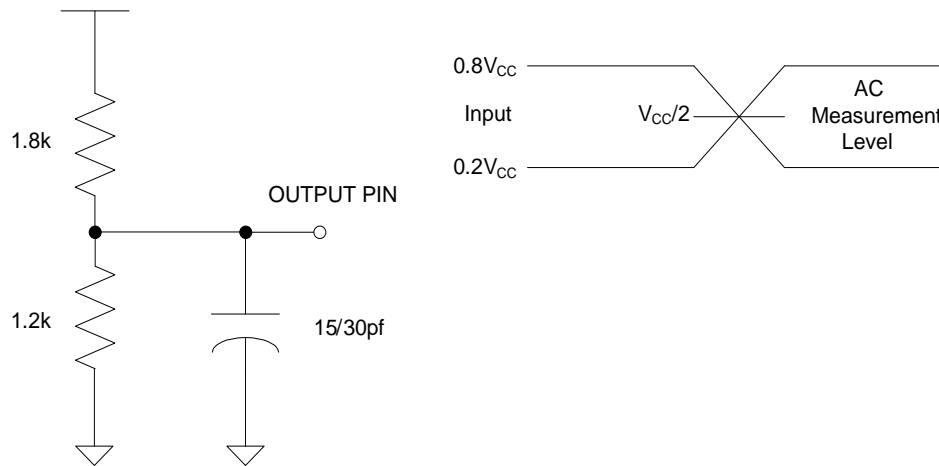 1.8k
OUTPUT PIN
1.2k
15/30pf
0.8VCC
Input
VCC/2
0.2VCC
AC
Measurement
Level